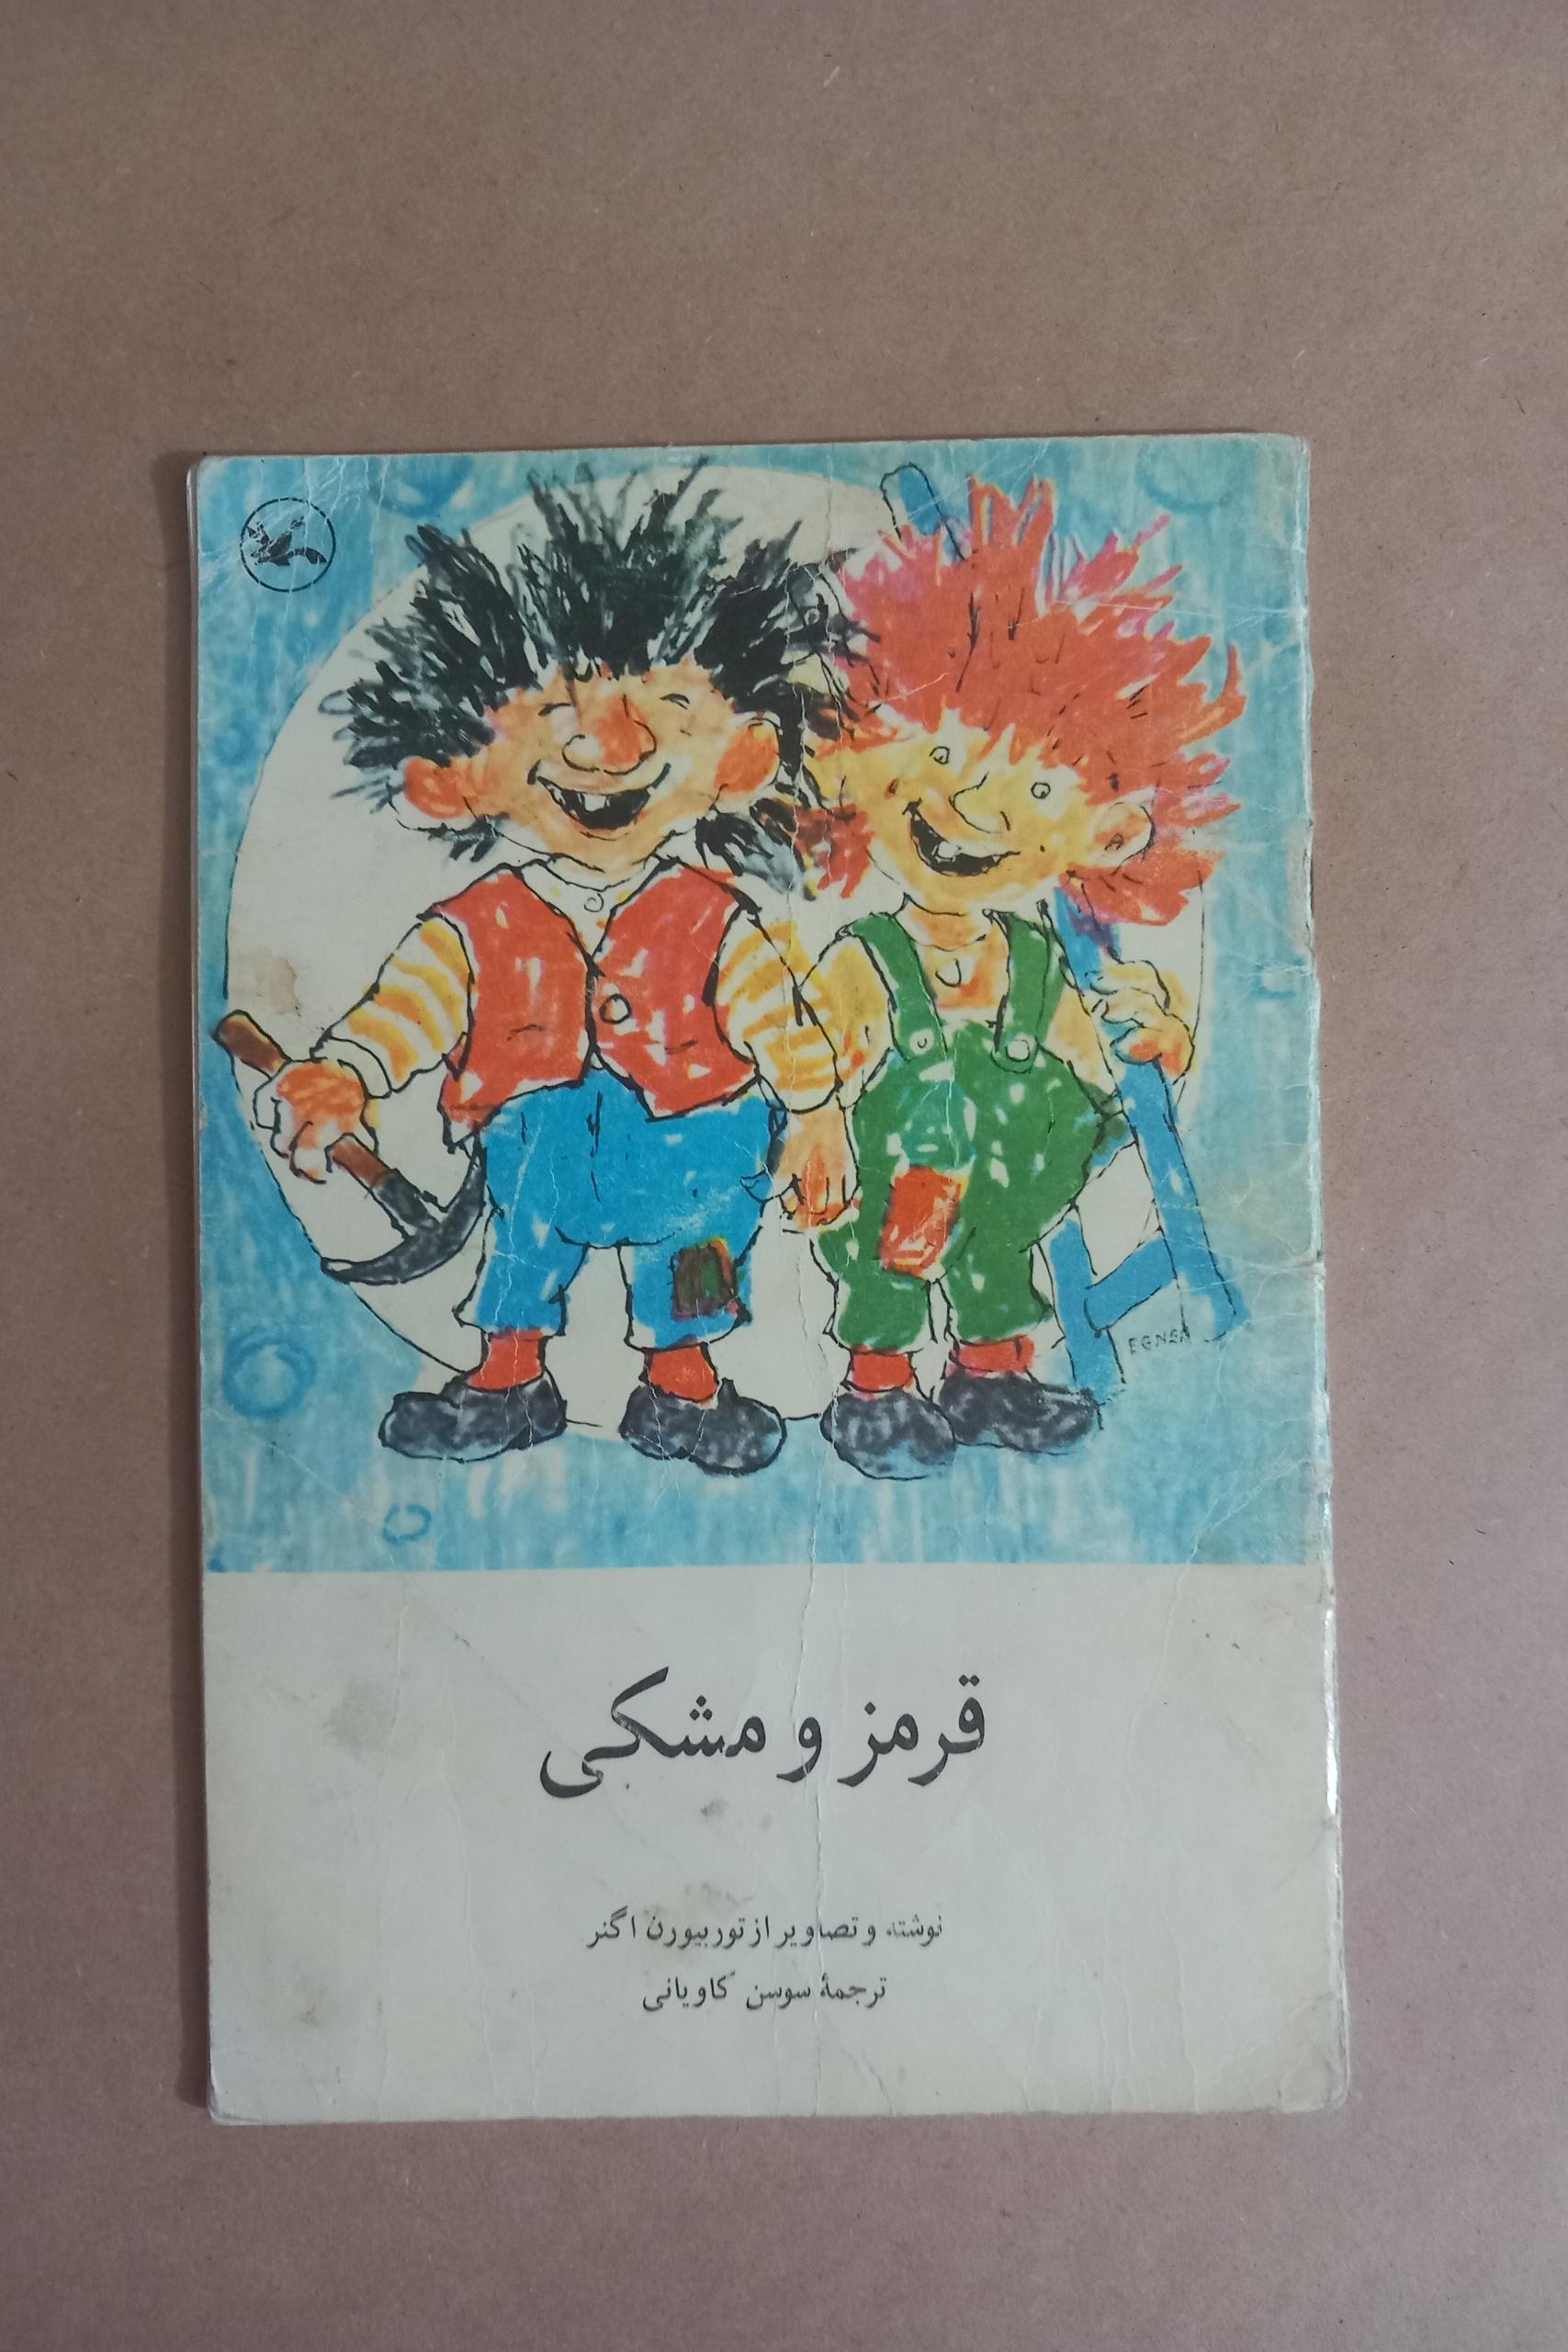 EGNER
قرمز و مشکی
نوشته و تصاویر از توربیورن اگنر
ترجمهٔ سوسن کاویانی